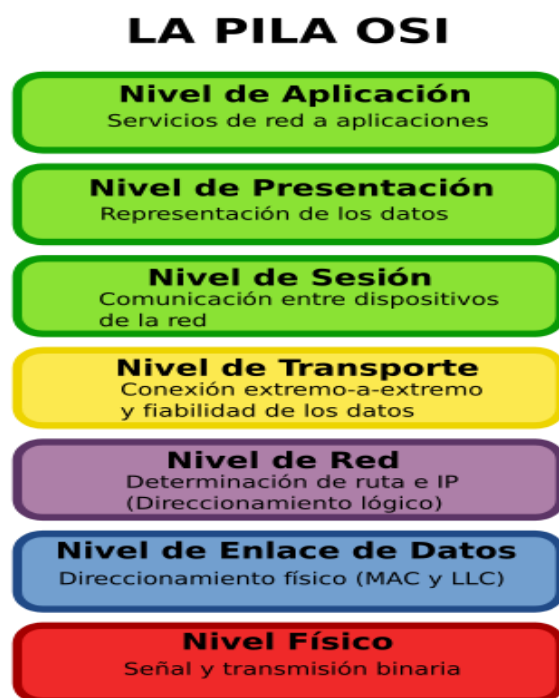 LA PILA OSI
Nivel de Aplicación
Servicios de red a aplicaciones
Nivel de Presentación
Representación de los datos
Nivel de Sesión
Comunicación entre dispositivos
de la red
Nivel de Transporte
Conexión extremo-a-extremo
y fiabilidad de los datos
Nivel de Red
Determinación de ruta e IP
(Direccionamiento lógico)
Nivel de Enlace de Datos
Direccionamiento físico (MAC y LLC)
Nivel Físico
Señal y transmisión binaria